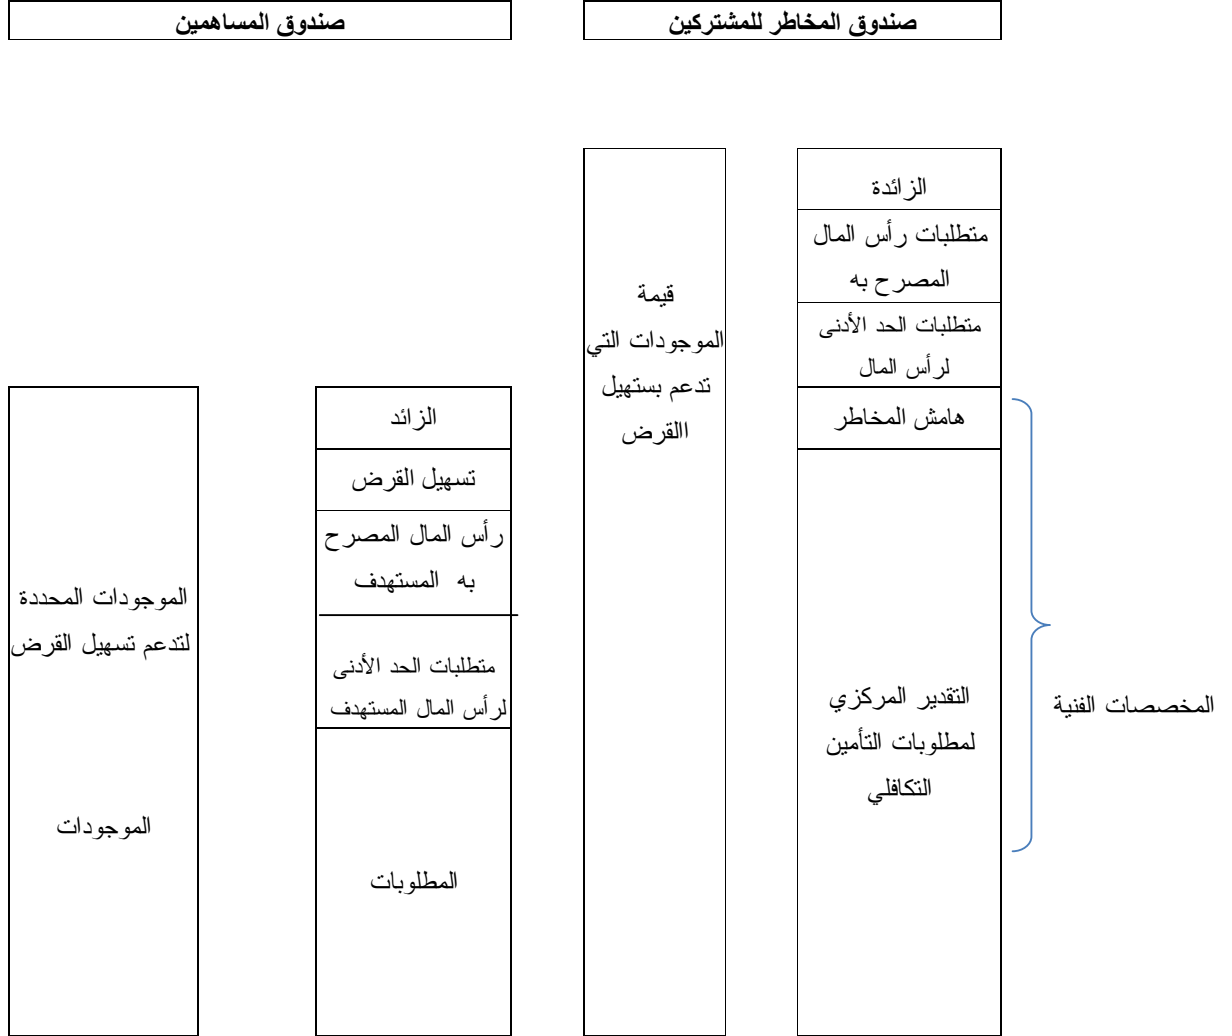 صندوق المخاطر للمشتركين
صندوق المساهمين
الزائدة
متطلبات رأس المال
المصرح به
متطلبات الحد الأدنى
لرأس المال
هامش المخاطر
التقدير المركزي
لمطلوبات التأمين
التكافلي
المخصصات الفنية
قيمة
الموجودات التي
تدعم بستهيل
االقرض
الزائد
تسهيل القرض
رأس المال المصرح
به المستهدف
متطلبات الحد الأدنى
لرأس المال المستهدف
المطلوبات
الموجودات المحددة
لتدعم تسهيل القرض
الموجودات